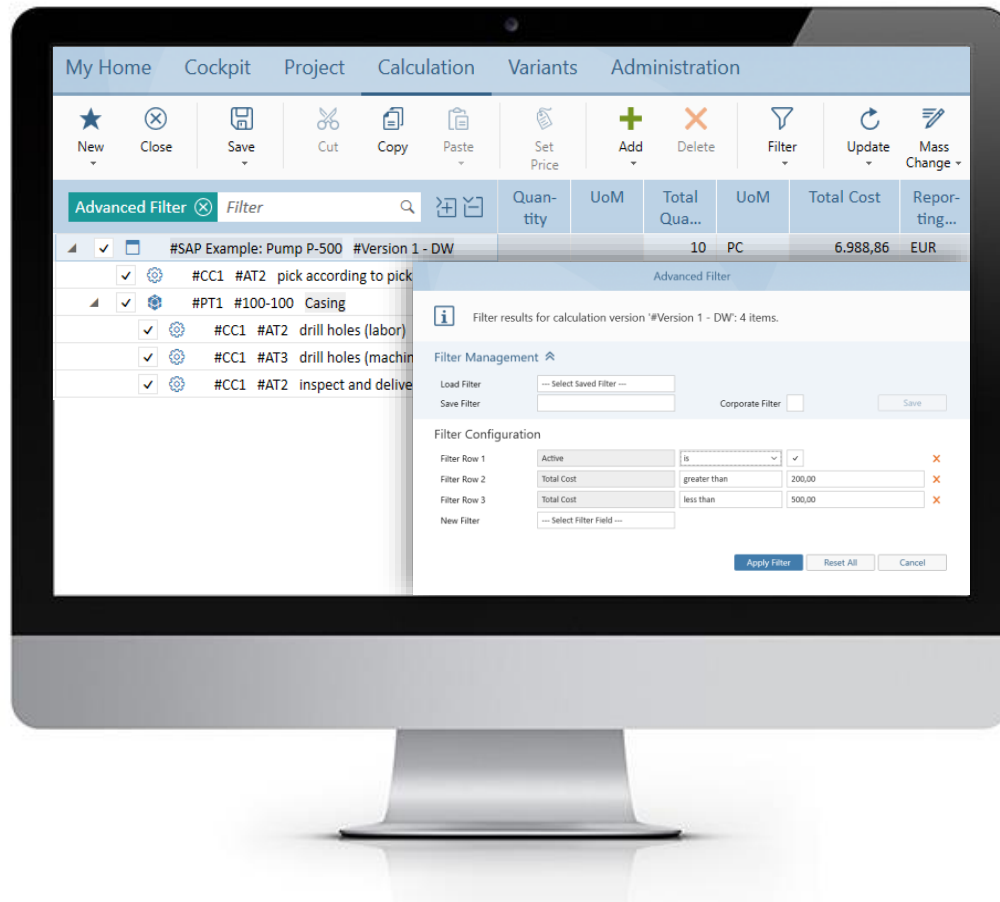 My Home Cockpit Project Calculation Variants Administration
New Close Save Cut Copy Paste Set Price Add Delete Filter Update Mass Change
Advanced Filter Filter Quan-tity UoM Total Qua... UoM Total Cost Repor-ting...
#SAP Example: Pump P-500 #Version 1 - DW 10 PC 6.988,86 EUR
#CC1 #AT2 pick according to pick
#PT1 #100-100 Casing
#CC1 #AT2 drill holes (labor)
#CC1 #AT3 drill holes (machin
#CC1 #AT2 inspect and delive
Advanced Filter
Filter results for calculation version '#Version 1 - DW': 4 items.
Filter Management
Load Filter --- Select Saved Filter ---
Save Filter Corporate Filter Save
Filter Configuration
Filter Row 1 Active is
Filter Row 2 Total Cost greater than 200,00
Filter Row 3 Total Cost less than 500,00
New Filter --- Select Filter Field ---
Apply Filter Reset All Cancel